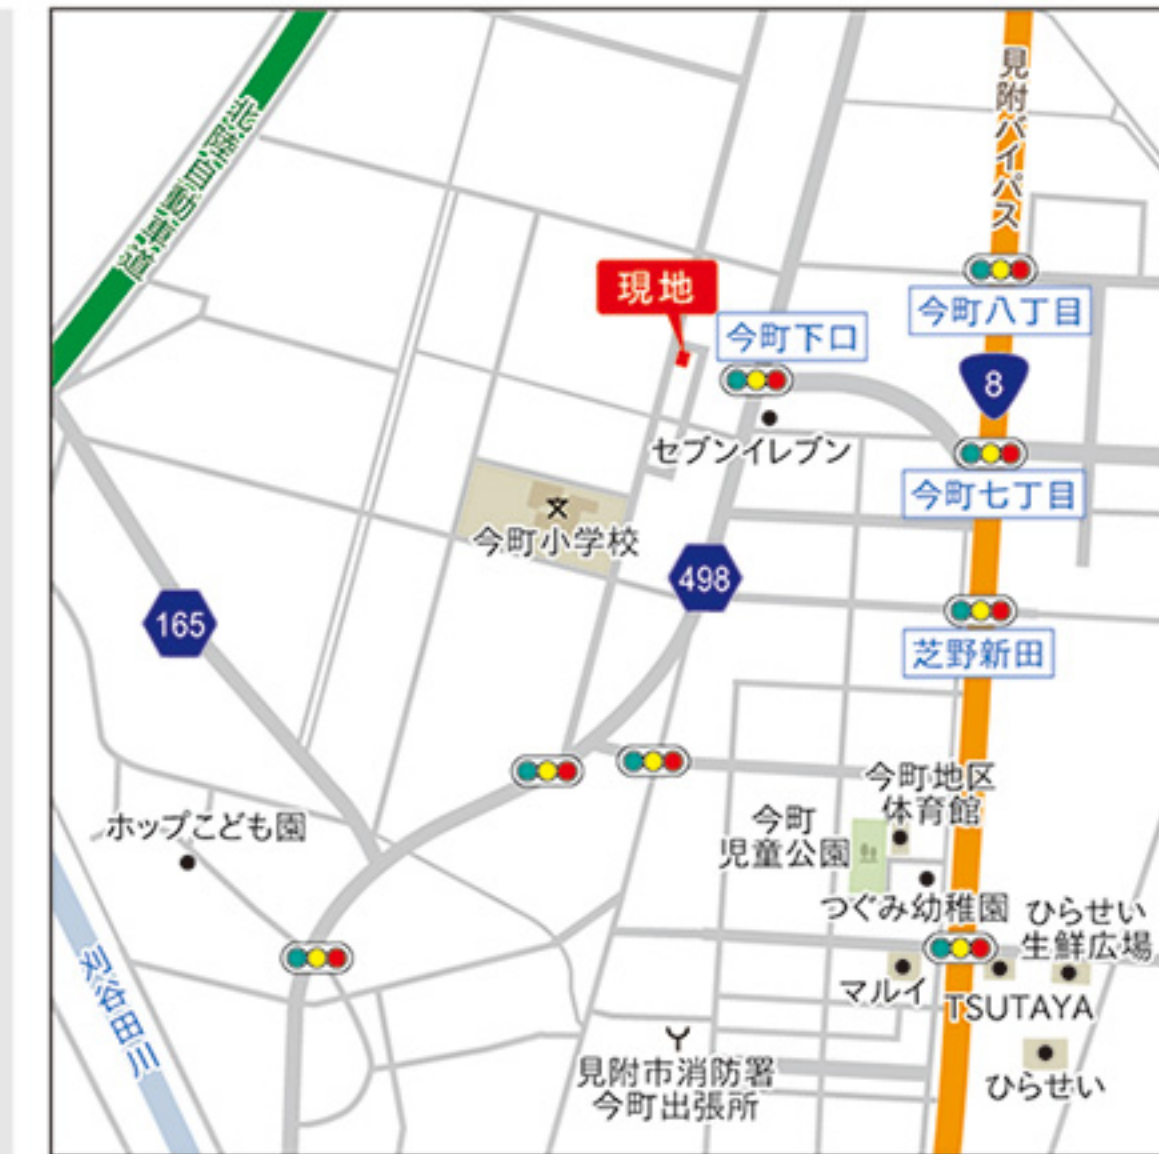 見附バイパス
北陸自動車道
現地
今町下口
今町八丁目
8
セブンイレブン
今町七丁目
文
今町小学校
498
165
芝野新田
今町地区
体育館
ホップこども園
今町
児童公園
つぐみ幼稚園
ひらせい
生鮮広場
刈谷田川
マルイ
TSUTAYA
見附市消防署
今町出張所
ひらせい